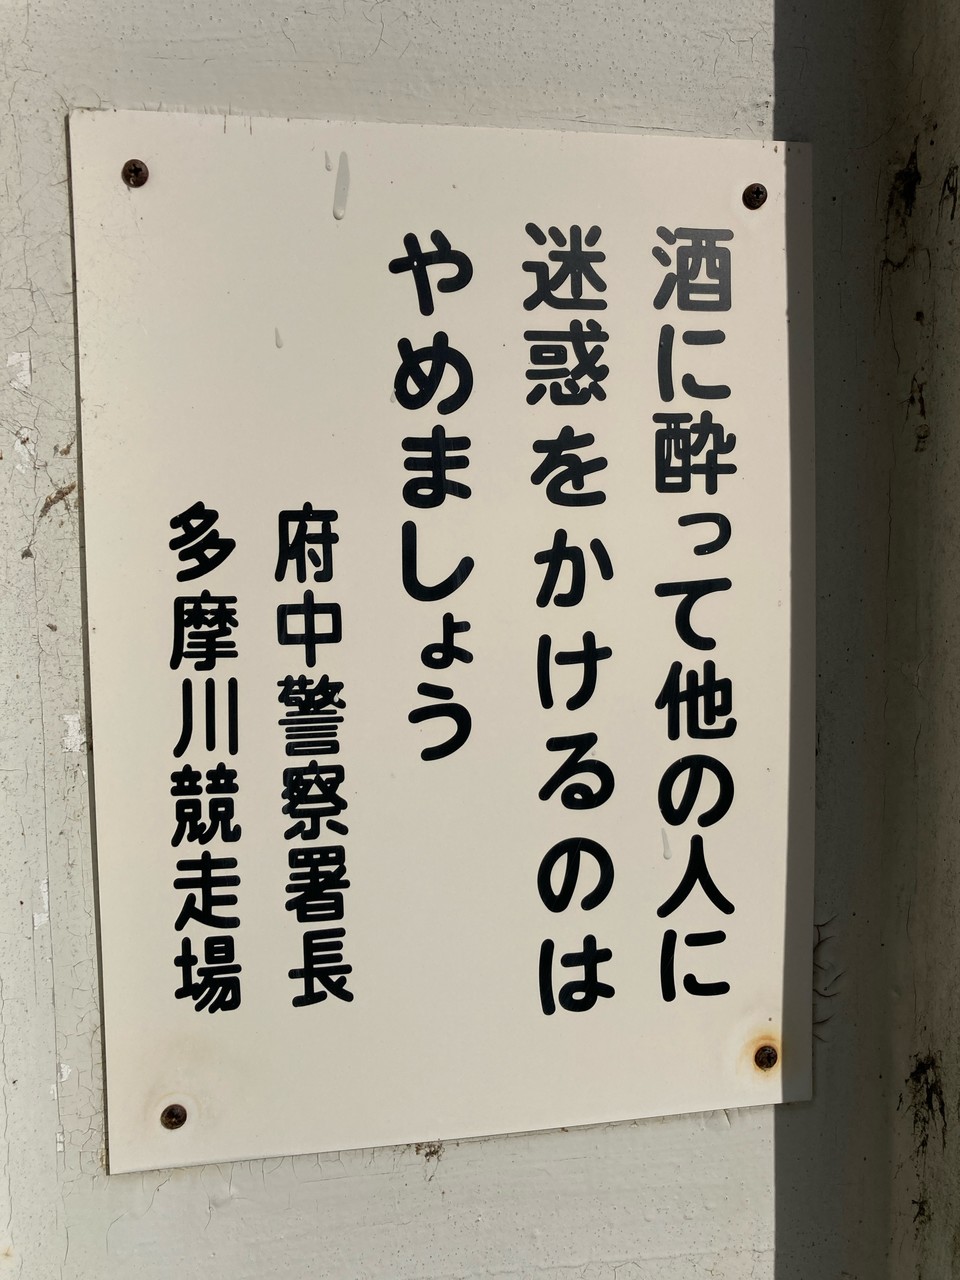 酒に酔って他の人に
迷惑をかけるのは
やめましょう
府中警察署長
多摩川競走場